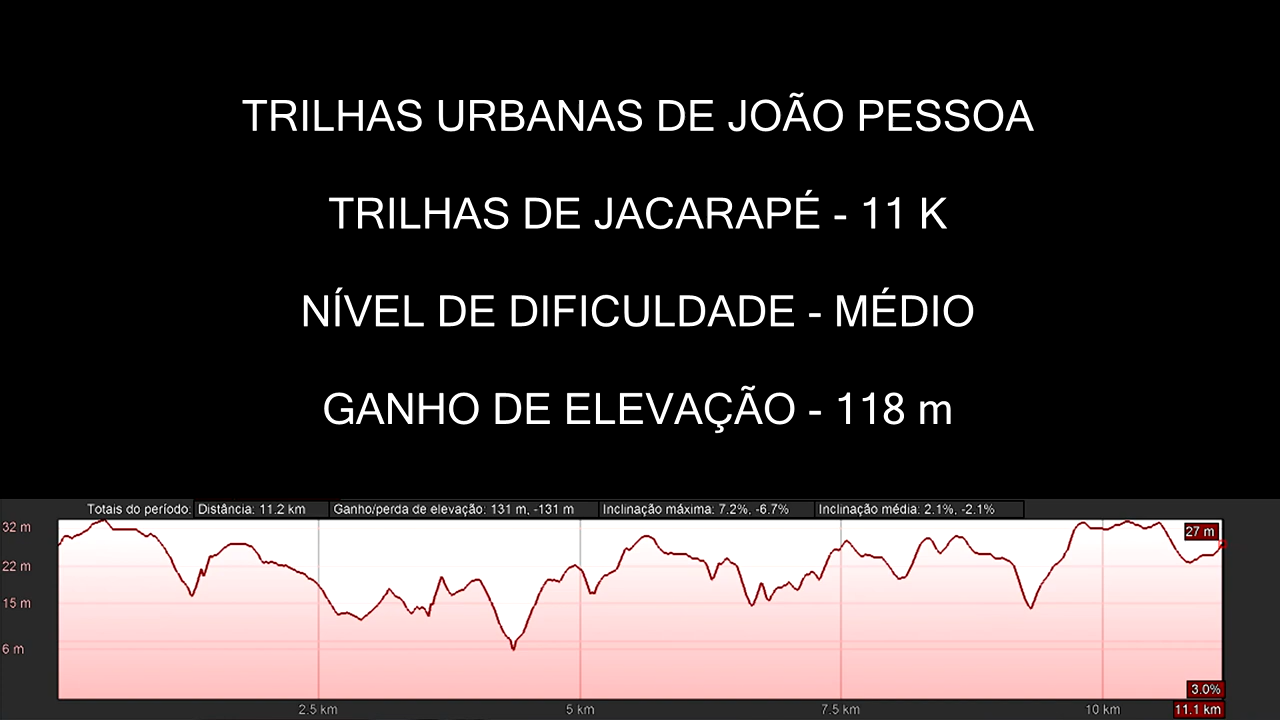 TRILHAS URBANAS DE JOÃO PESSOA
TRILHAS DE JACARAPÉ - 11 K
NÍVEL DE DIFICULDADE - MÉDIO
GANHO DE ELEVAÇÃO - 118 m
Totais do período: Distância: 11.2 km Ganho/perda de elevação: 131 m, -131 m Inclinação máxima: 7.2%, -6.7% Inclinação média: 2.1%, -2.1%
32 m
27 m
22 m
15 m
6 m
3.0%
2.5 km 5 km 7.5 km 10 km 11.1 km